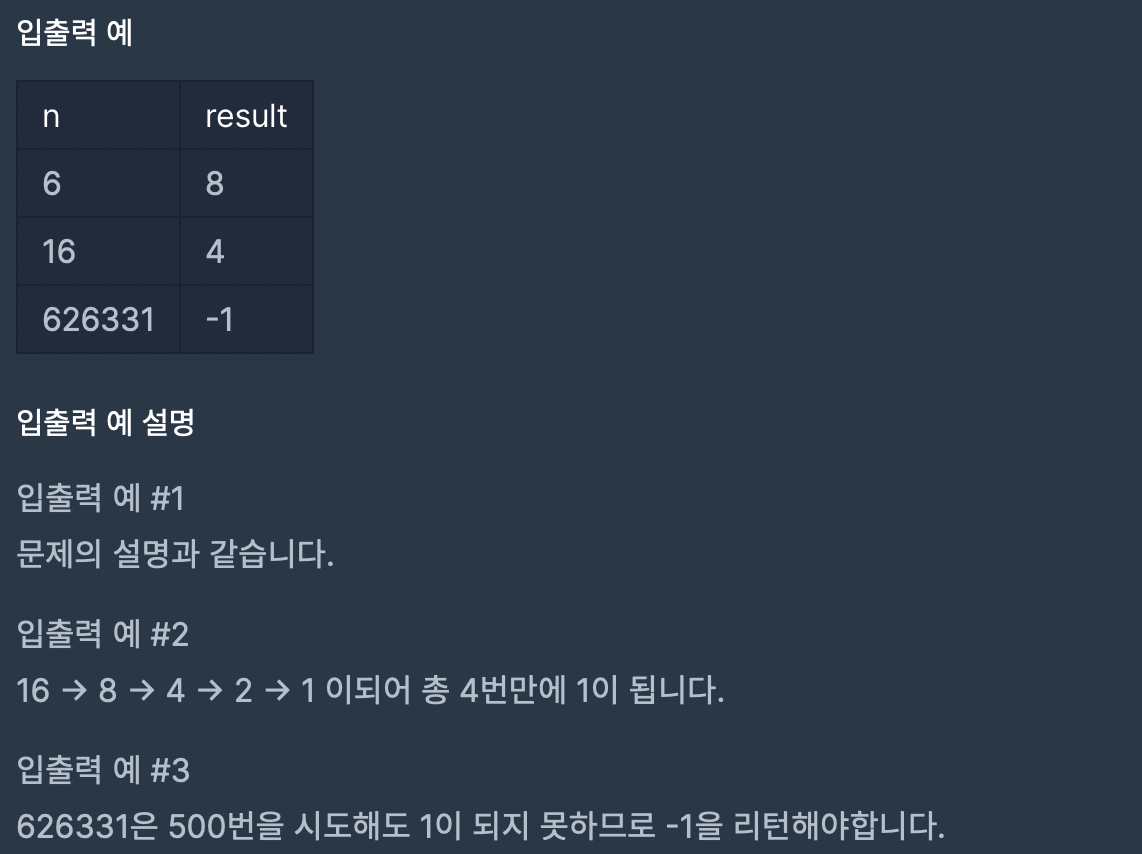 입출력 예
n result
6 8
16 4
626331 -1
입출력 예 설명
입출력 예 #1
문제의 설명과 같습니다.
입출력 예 #2
16 → 8 → 4 → 2 → 1 이되어 총 4번만에 1이 됩니다.
입출력 예 #3
626331은 500번을 시도해도 1이 되지 못하므로 -1을 리턴해야합니다.